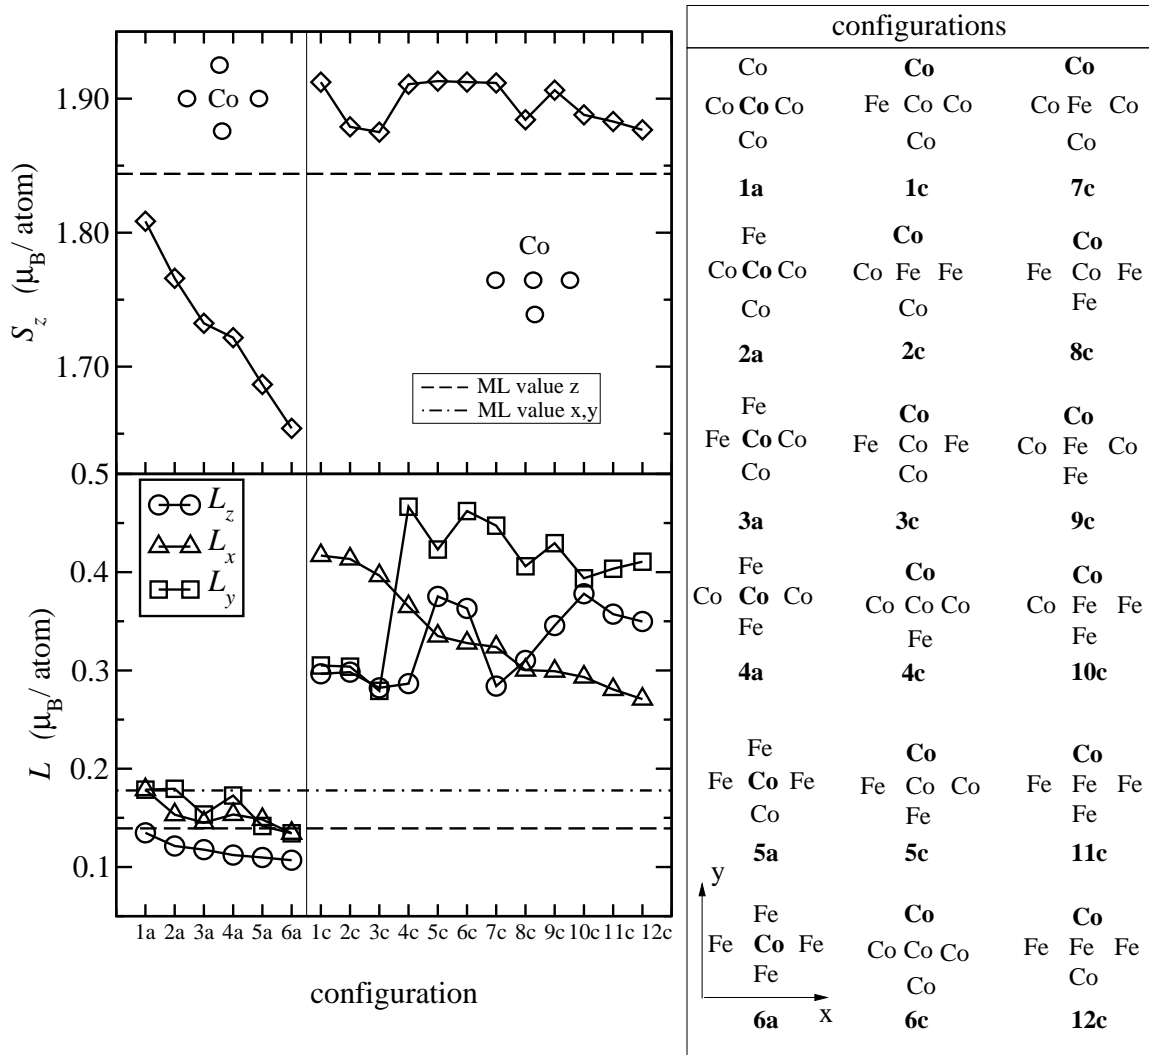 1.90
1.80
1.70
S_z (μ_B / atom)
Co
Co
ML value z
ML value x,y
0.5
0.4
0.3
0.2
0.1
L (μ_B / atom)
L_z
L_x
L_y
1a 2a 3a 4a 5a 6a 1c 2c 3c 4c 5c 6c 7c 8c 9c 10c 11c 12c
configuration
configurations
Co Co Co
Co Co Co Fe Co Co Co Fe Co
Co Co Co
1a 1c 7c
Fe Co Co
Co Co Co Co Fe Fe Fe Co Fe
Co Co Fe
2a 2c 8c
Fe Co Co
Fe Co Co Fe Co Fe Co Fe Co
Co Co Fe
3a 3c 9c
Fe Co Co
Co Co Co Co Co Co Co Fe Fe
Fe Fe Fe
4a 4c 10c
Fe Co Co
Fe Co Fe Fe Co Co Fe Fe Fe
Co Fe Fe
5a 5c 11c
y
Fe Co Co
Fe Co Fe Co Co Co Fe Fe Fe
Fe Co Co
x
6a 6c 12c